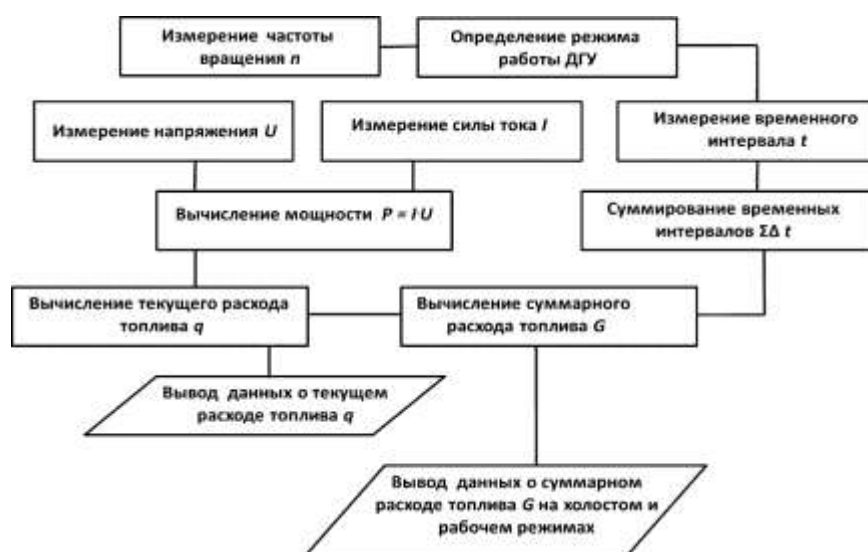 Измерение частоты
вращения n
Определение режима
работы ДГУ
Измерение напряжения U
Измерение силы тока I
Измерение временного
интервала t
Вычисление мощности P = I·U
Суммирование временных
интервалов ΣΔ t
Вычисление текущего расхода
топлива q
Вычисление суммарного
расхода топлива G
Вывод данных о текущем
расходе топлива q
Вывод данных о суммарном
расходе топлива G на холостом и
рабочем режимах